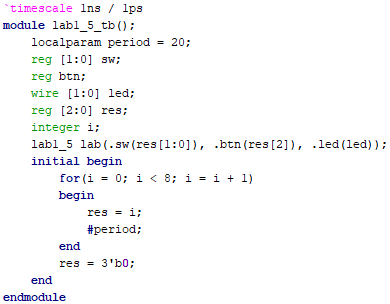 `timescale 1ns / 1ps
module lab1_5_tb();
    localparam period = 20;
    reg [1:0] sw;
    reg btn;
    wire [1:0] led;
    reg [2:0] res;
    integer i;
    lab1_5 lab(.sw(res[1:0]), .btn(res[2]), .led(led));
    initial begin
        for(i = 0; i < 8; i = i + 1)
        begin
            res = i;
            #period;
        end
        res = 3'b0;
    end
endmodule